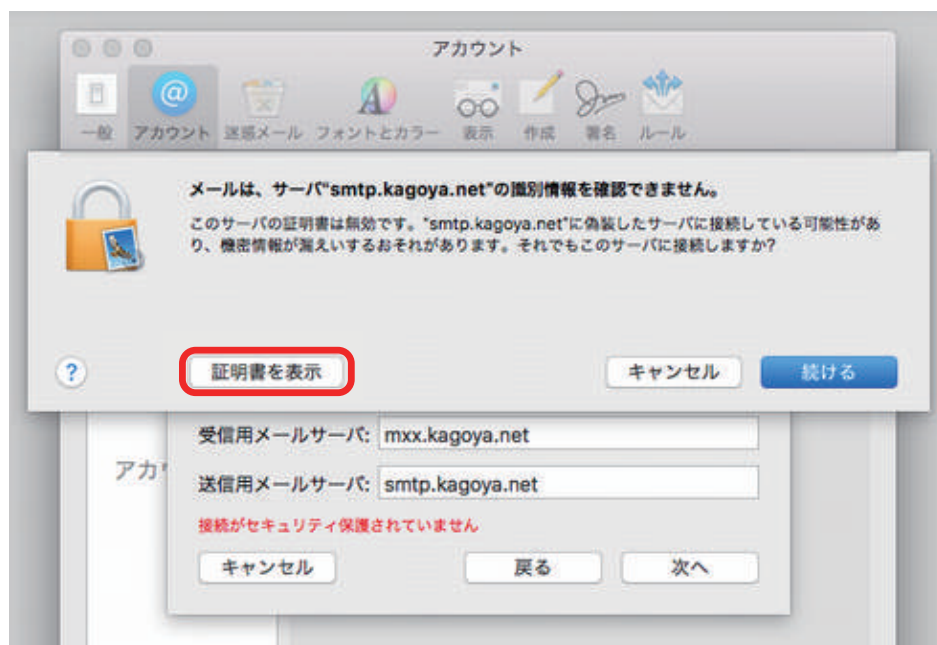 アカウント
一般 アカウント 迷惑メール フォントとカラー 表示 作成 署名 ルール
メールは、サーバ"smtp.kagoya.net"の識別情報を確認できません。
このサーバの証明書は無効です。"smtp.kagoya.net"に偽装したサーバに接続している可能性があ
り、機密情報が漏えいするおそれがあります。それでもこのサーバに接続しますか?
? 証明書を表示 キャンセル 続ける
受信用メールサーバ: mxx.kagoya.net
アカ
送信用メールサーバ: smtp.kagoya.net
接続がセキュリティ保護されていません
キャンセル 戻る 次へ